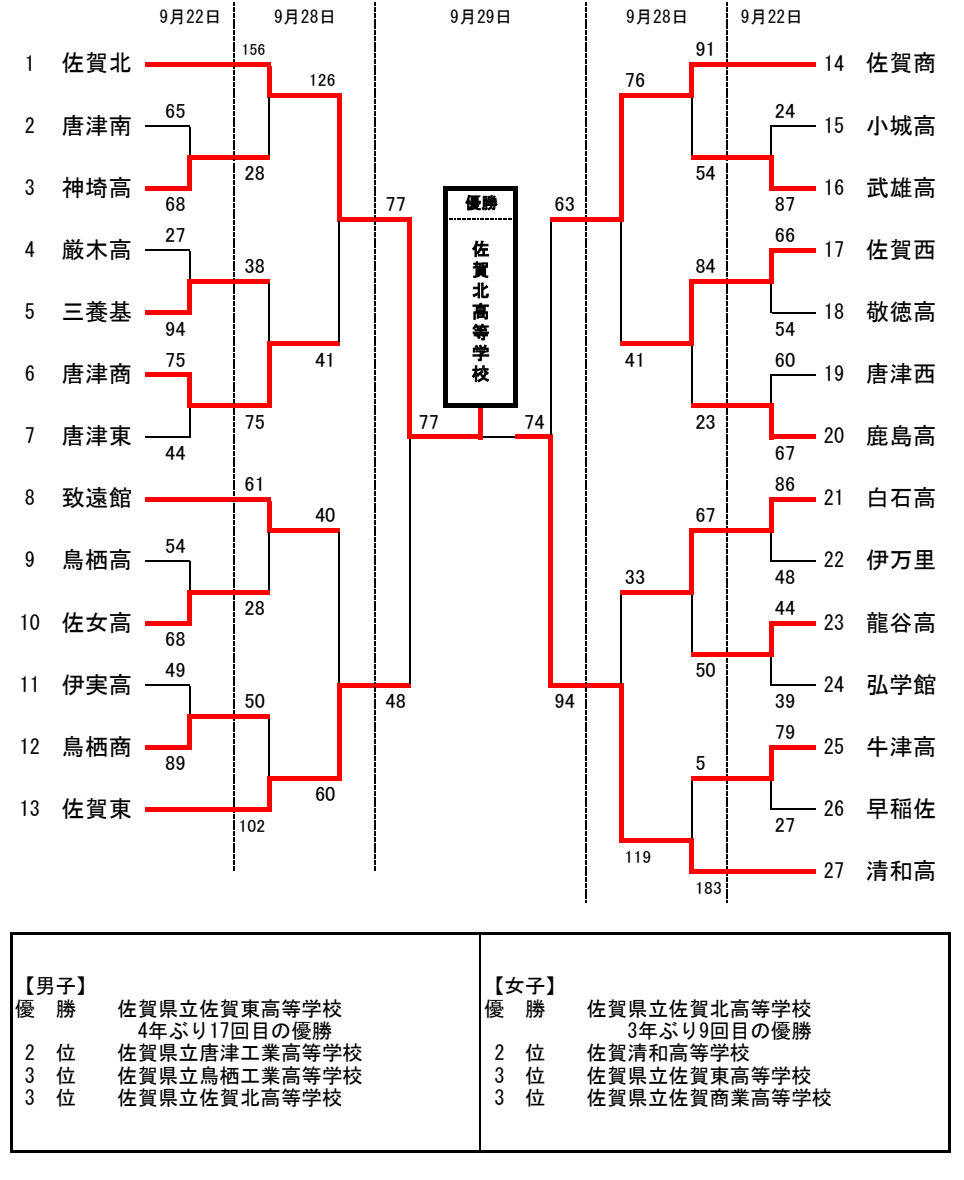 9月22日 9月28日 9月29日 9月28日 9月22日
156 91
1 佐賀北 14 佐賀商
126 76
65 24
2 唐津南 15 小城高
28 54
3 神埼高 16 武雄高
68 87
77 63
優勝
佐賀北高等学校
27 66
4 厳木高 17 佐賀西
38 84
5 三養基 18 敬徳高
94 54
75 41 41 60
6 唐津商 19 唐津西
75 77 74 23
7 唐津東 20 鹿島高
44 67
61 86
8 致遠館 21 白石高
40 67
54
9 鳥栖高 22 伊万里
33 48
28 44
10 佐女高 23 龍谷高
68
49 50
11 伊実高 24 弘学館
50 48 94 39
79
12 鳥栖商 25 牛津高
89 5
60
13 佐賀東 26 早稲佐
102 27
119
27 清和高
183
【男子】
優 勝 佐賀県立佐賀東高等学校
4年ぶり17回目の優勝
2 位 佐賀県立唐津工業高等学校
3 位 佐賀県立鳥栖工業高等学校
3 位 佐賀県立佐賀北高等学校
【女子】
優 勝 佐賀県立佐賀北高等学校
3年ぶり9回目の優勝
2 位 佐賀清和高等学校
3 位 佐賀県立佐賀東高等学校
3 位 佐賀県立佐賀商業高等学校